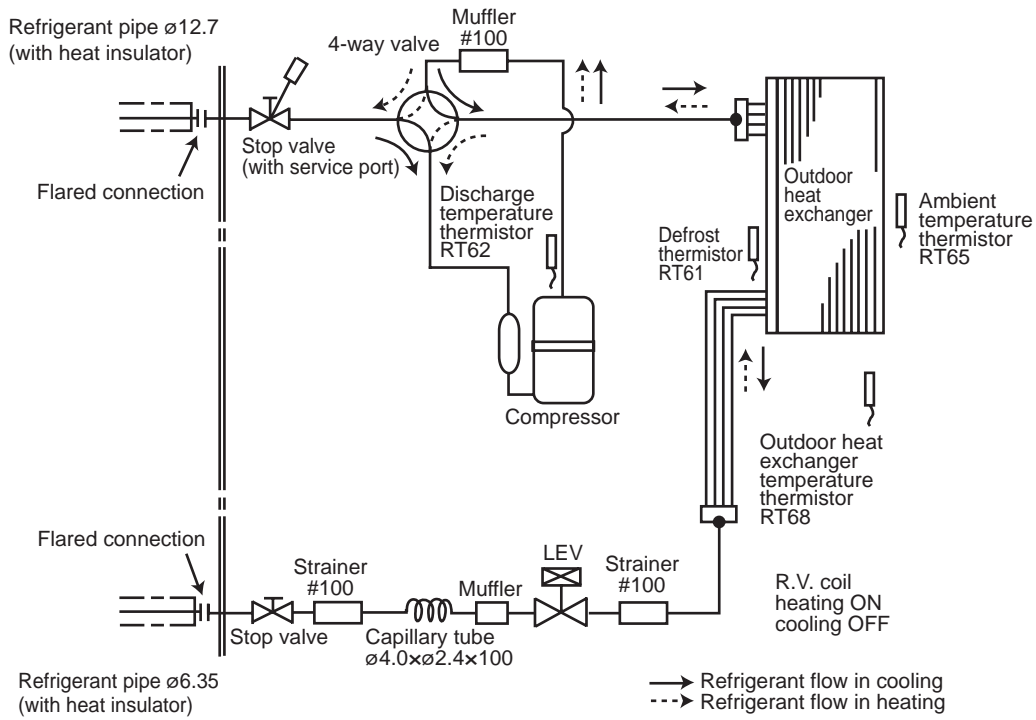 Refrigerant pipe ø12.7
(with heat insulator)
4-way valve
Muffler
#100
Stop valve
(with service port)
Flared connection
Discharge
temperature
thermistor
RT62
Compressor
Outdoor
heat
exchanger
Defrost
thermistor
RT61
Ambient
temperature
thermistor
RT65
Outdoor heat
exchanger
temperature
thermistor
RT68
Flared connection
Stop valve
Strainer
#100
Capillary tube
ø4.0×ø2.4×100
Muffler
LEV
Strainer
#100
R.V. coil
heating ON
cooling OFF
Refrigerant pipe ø6.35
(with heat insulator)
Refrigerant flow in cooling
Refrigerant flow in heating